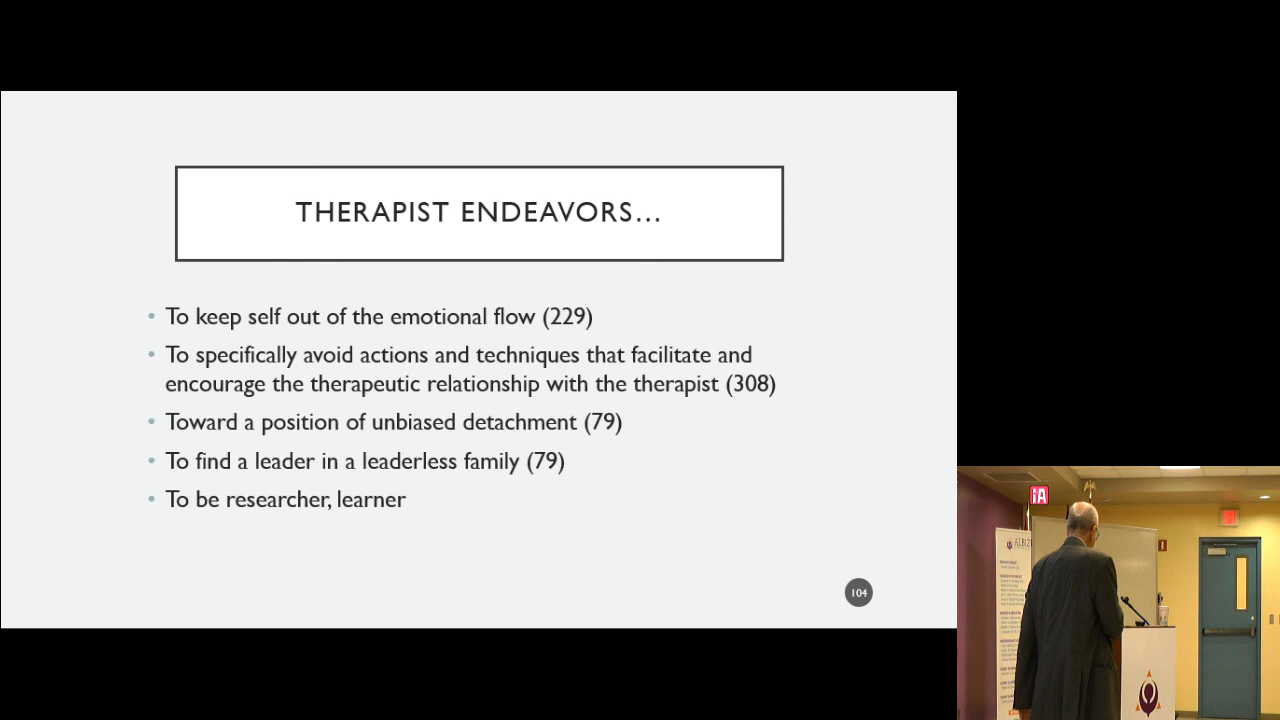 THERAPIST ENDEAVORS...
• To keep self out of the emotional flow (229)
• To specifically avoid actions and techniques that facilitate and
encourage the therapeutic relationship with the therapist (308)
• Toward a position of unbiased detachment (79)
• To find a leader in a leaderless family (79)
• To be researcher, learner
104
iA
ALBIZ